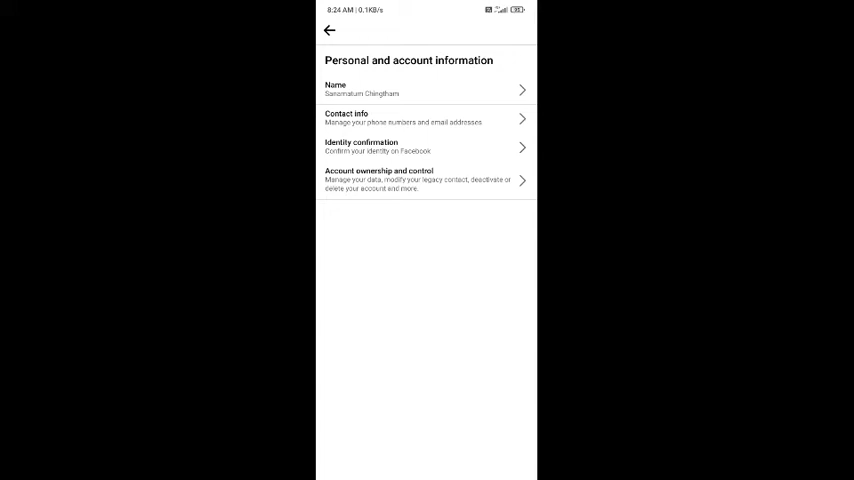 8:24 AM | 0.1KB/s
Personal and account information
Name
Sanamatum Chingtham
Contact info
Manage your phone numbers and email addresses
Identity confirmation
Confirm your identity on Facebook
Account ownership and control
Manage your data, modify your legacy contact, deactivate or
delete your account and more.